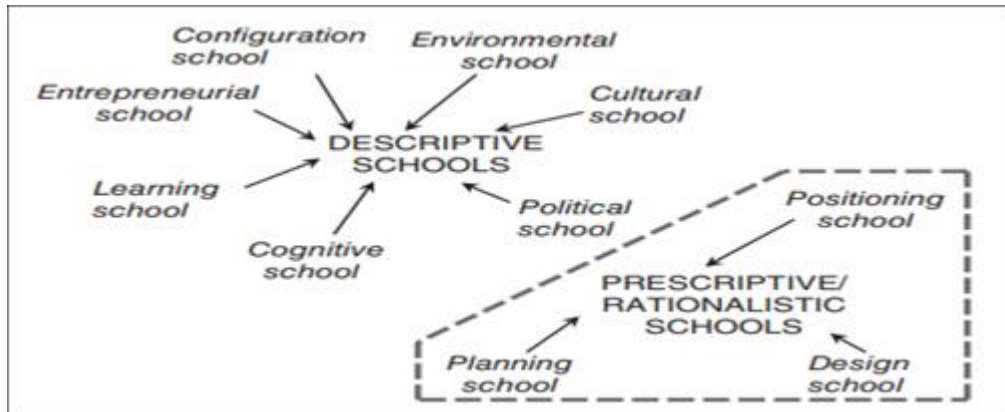 Configuration
school
Environmental
school
Entrepreneurial
school
Cultural
school
DESCRIPTIVE
SCHOOLS
Learning
school
Political
school
Cognitive
school
Positioning
school
PRESCRIPTIVE/
RATIONALISTIC
SCHOOLS
Planning
school
Design
school